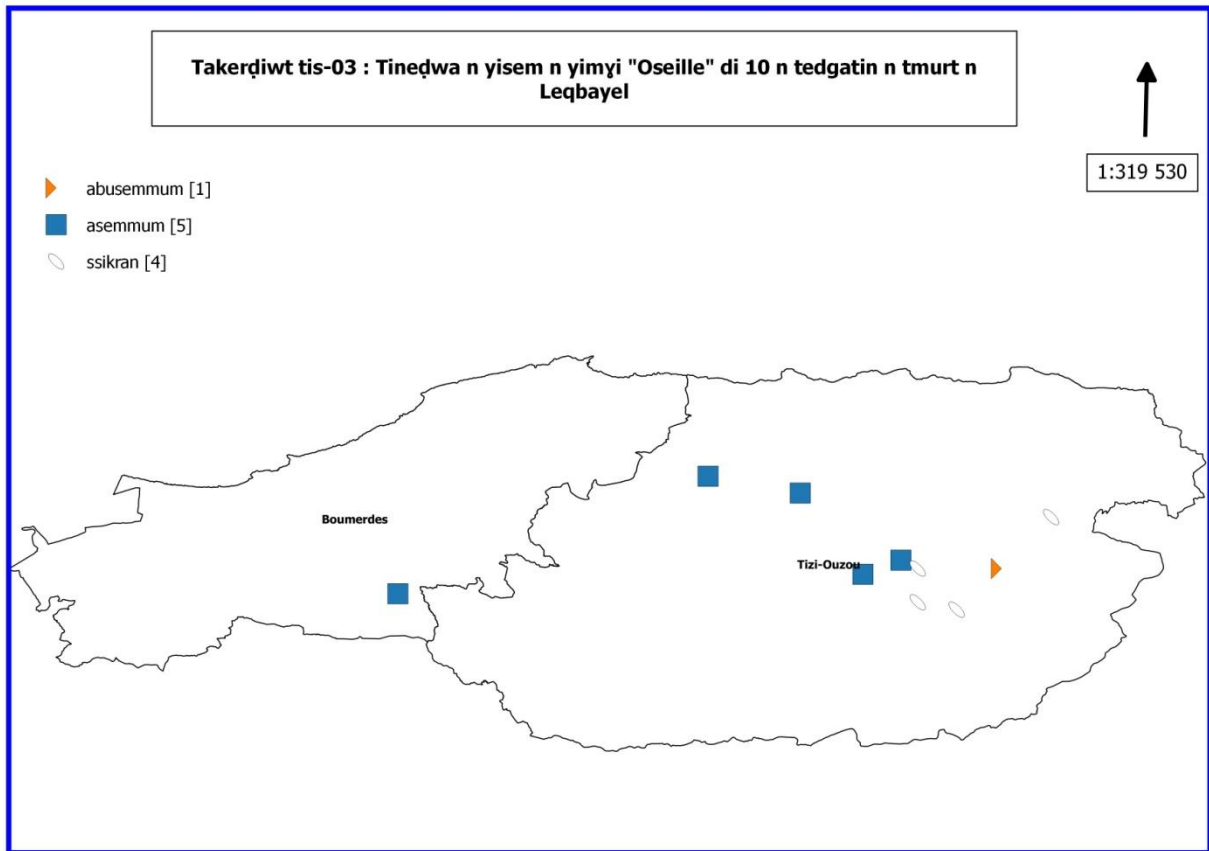 Takerḍiwt tis-03 : Tineḍwa n yisem n yimɣi "Oseille" di 10 n tedgatin n tmurt n
Leqbayel
1:319 530
abusemmum [1]
asemmum [5]
ssikran [4]
Boumerdes
Tizi-Ouzou